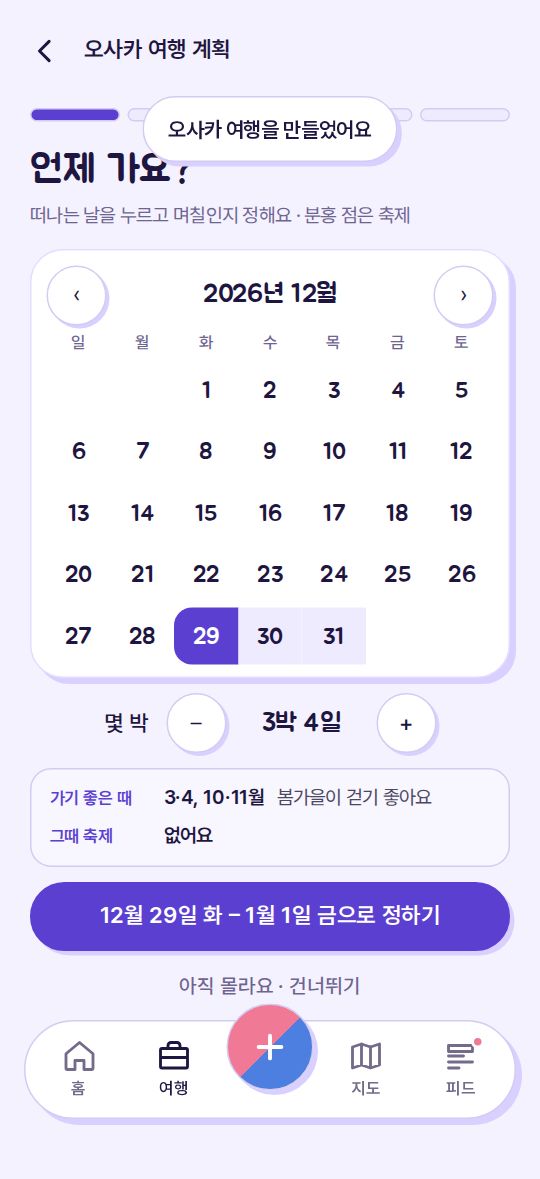 오사카 여행 계획
오사카 여행을 만들었어요
언제 가요?
떠나는 날을 누르고 며칠인지 정해요 · 분홍 점은 축제
‹ 2026년 12월 ›
일 월 화 수 목 금 토
1 2 3 4 5
6 7 8 9 10 11 12
13 14 15 16 17 18 19
20 21 22 23 24 25 26
27 28 29 30 31
몇 박 − 3박 4일 +
가기 좋은 때 3·4, 10·11월 봄가을이 걷기 좋아요
그때 축제 없어요
12월 29일 화 – 1월 1일 금으로 정하기
아직 몰라요 · 건너뛰기
홈 여행 지도 피드